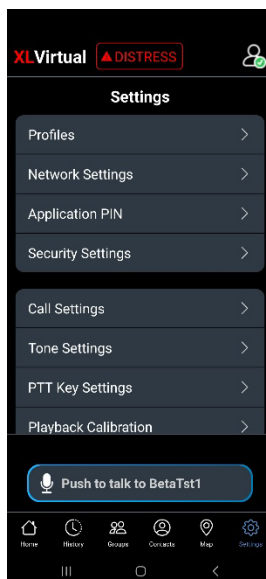 XLVirtual DISTRESS
Settings
Profiles
Network Settings
Application PIN
Security Settings
Call Settings
Tone Settings
PTT Key Settings
Playback Calibration
Push to talk to BetaTst1
Home History Groups Contacts Map Settings